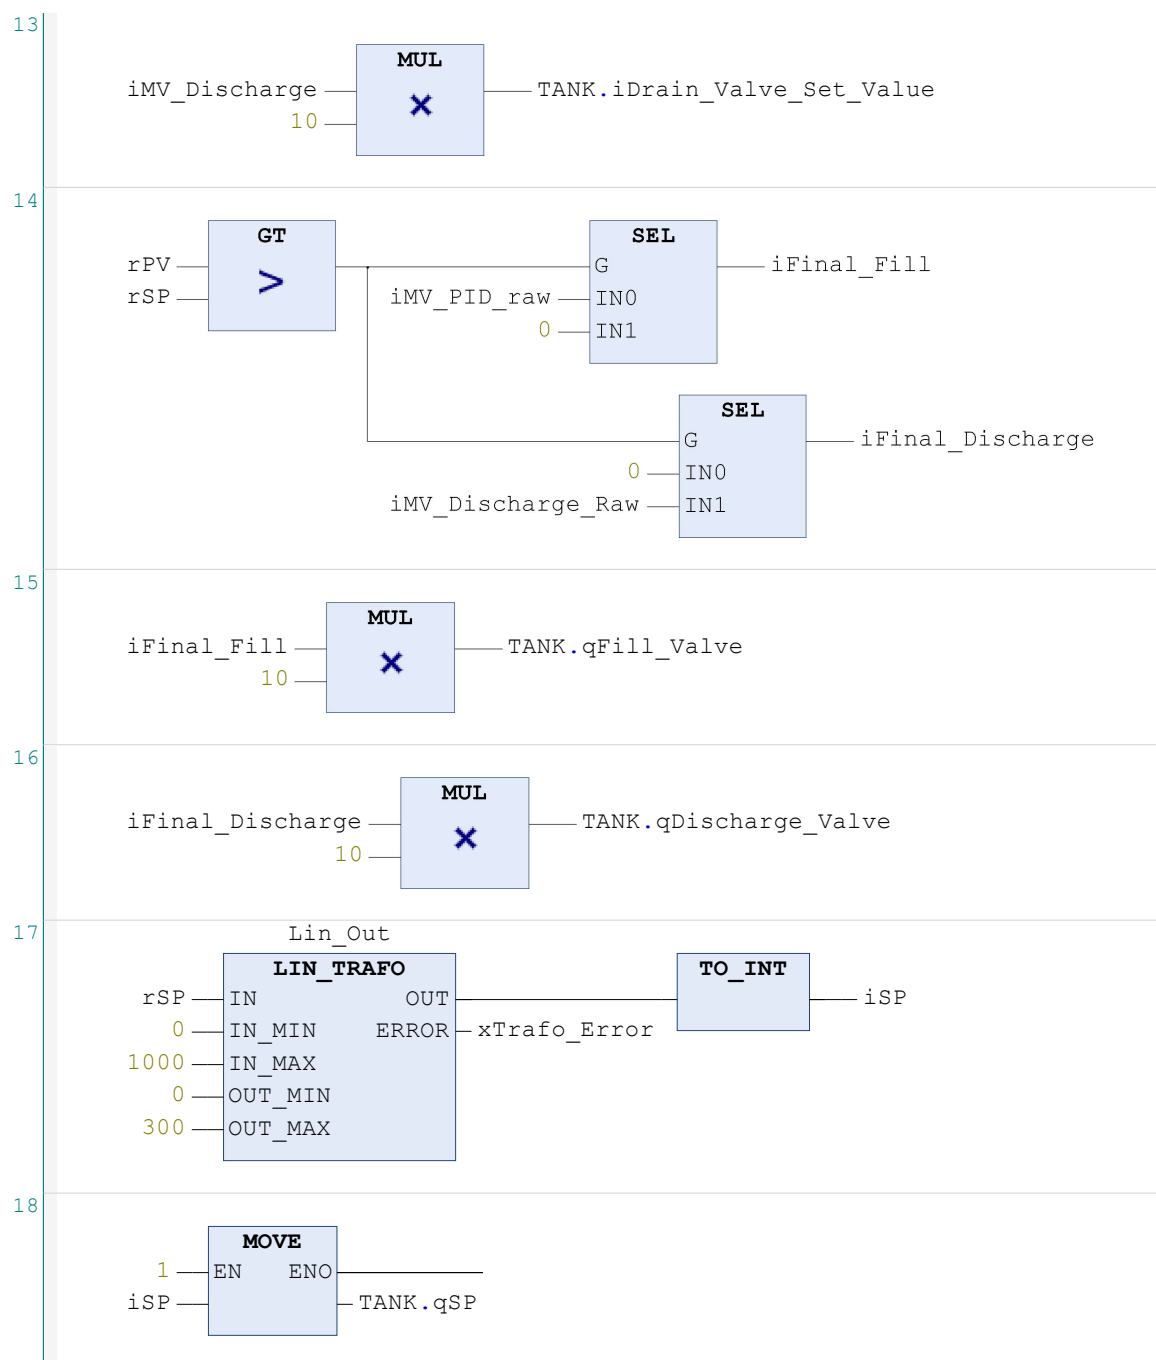 13
MUL
iMV_Discharge
TANK.iDrain_Valve_Set_Value
×
10
14
GT
SEL
rPV
G
iFinal_Fill
>
rSP
iMV_PID_raw
IN0
0
IN1
SEL
G
iFinal_Discharge
0
IN0
iMV_Discharge_Raw
IN1
15
MUL
iFinal_Fill
TANK.qFill_Valve
×
10
16
MUL
iFinal_Discharge
TANK.qDischarge_Valve
×
10
17
Lin_Out
LIN_TRAFO
TO_INT
rSP
IN
OUT
iSP
0
IN_MIN
ERROR
xTrafo_Error
1000
IN_MAX
0
OUT_MIN
300
OUT_MAX
18
MOVE
1
EN
ENO
iSP
TANK.qSP